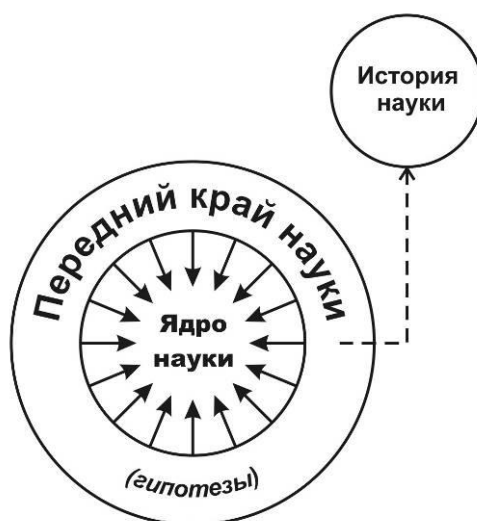 История
науки
Передний край науки
Ядро
науки
(гипотезы)